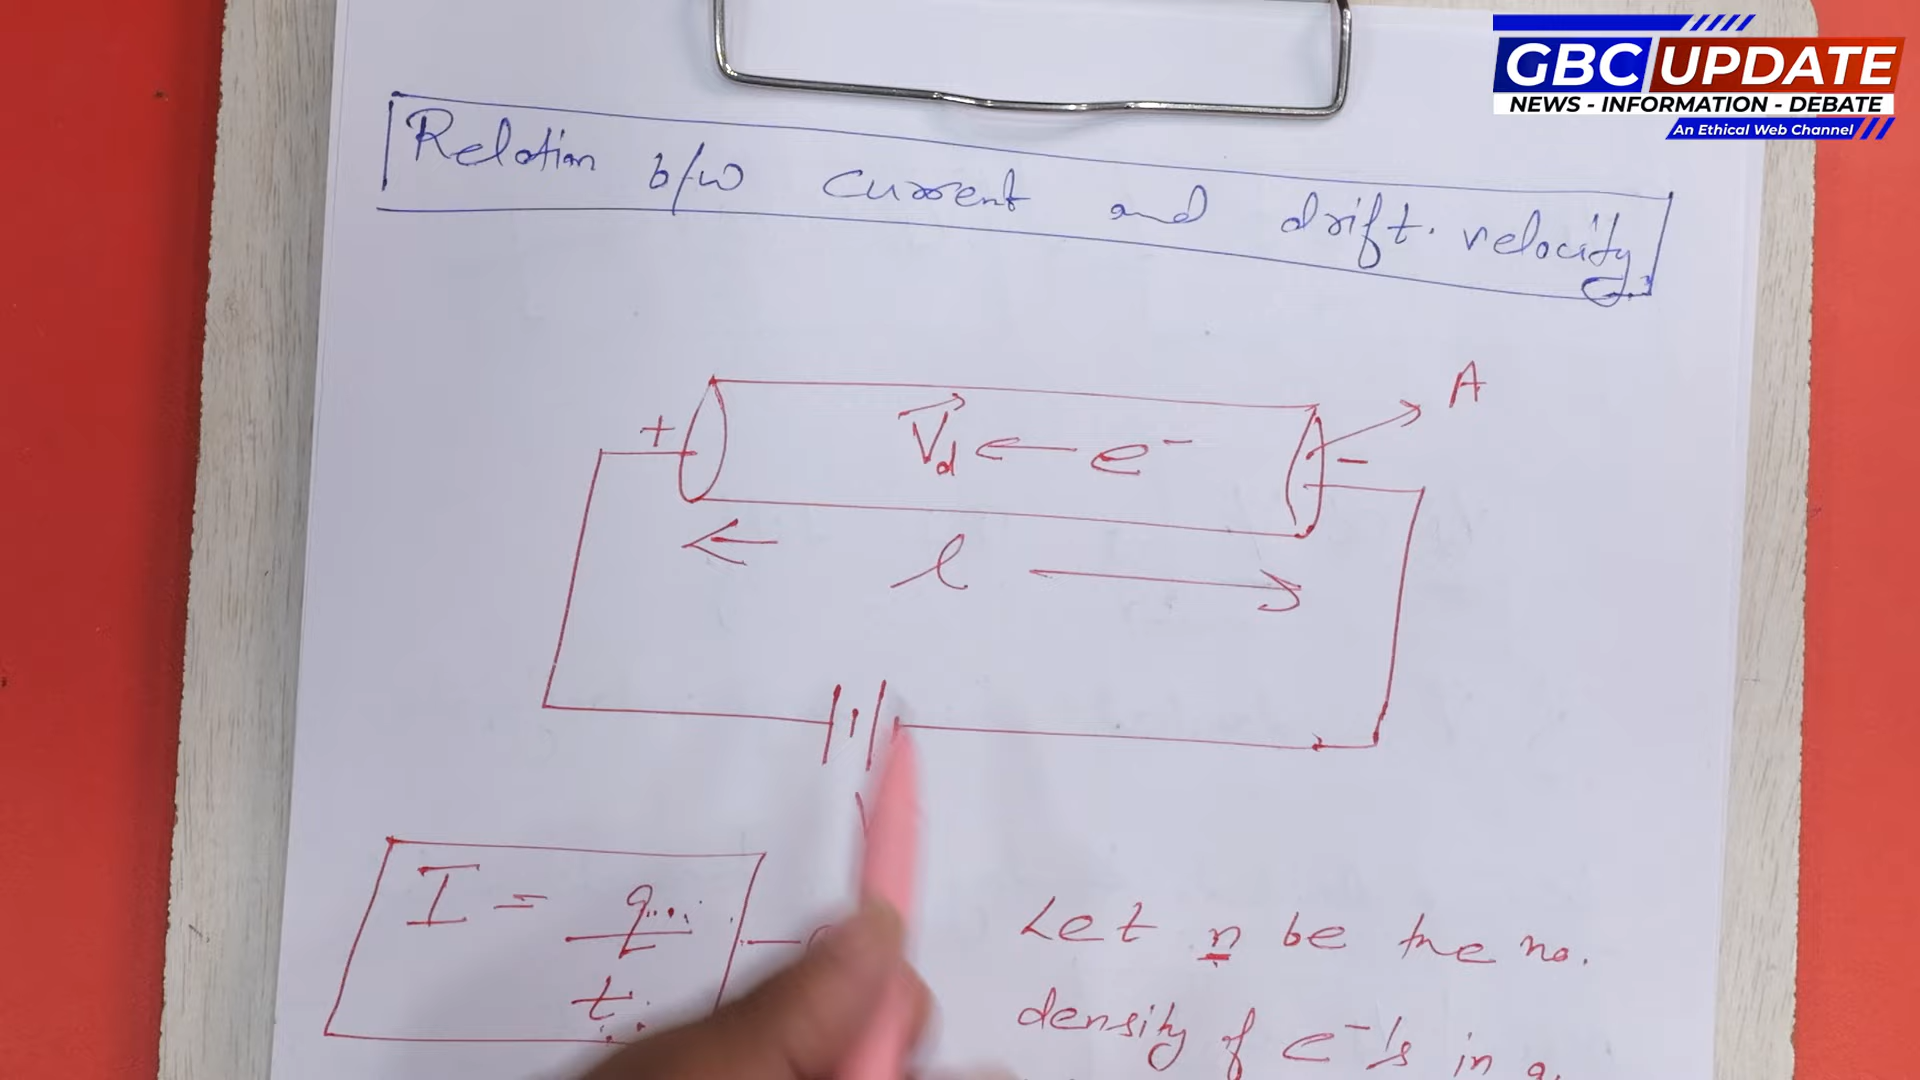 GBC UPDATE
NEWS - INFORMATION - DEBATE
An Ethical Web Channel
Relation b/w current and drift velocity
A
+ V⃗d ← e⁻ −
l
I = q/t
Let n be the no.
density of e⁻'s in a